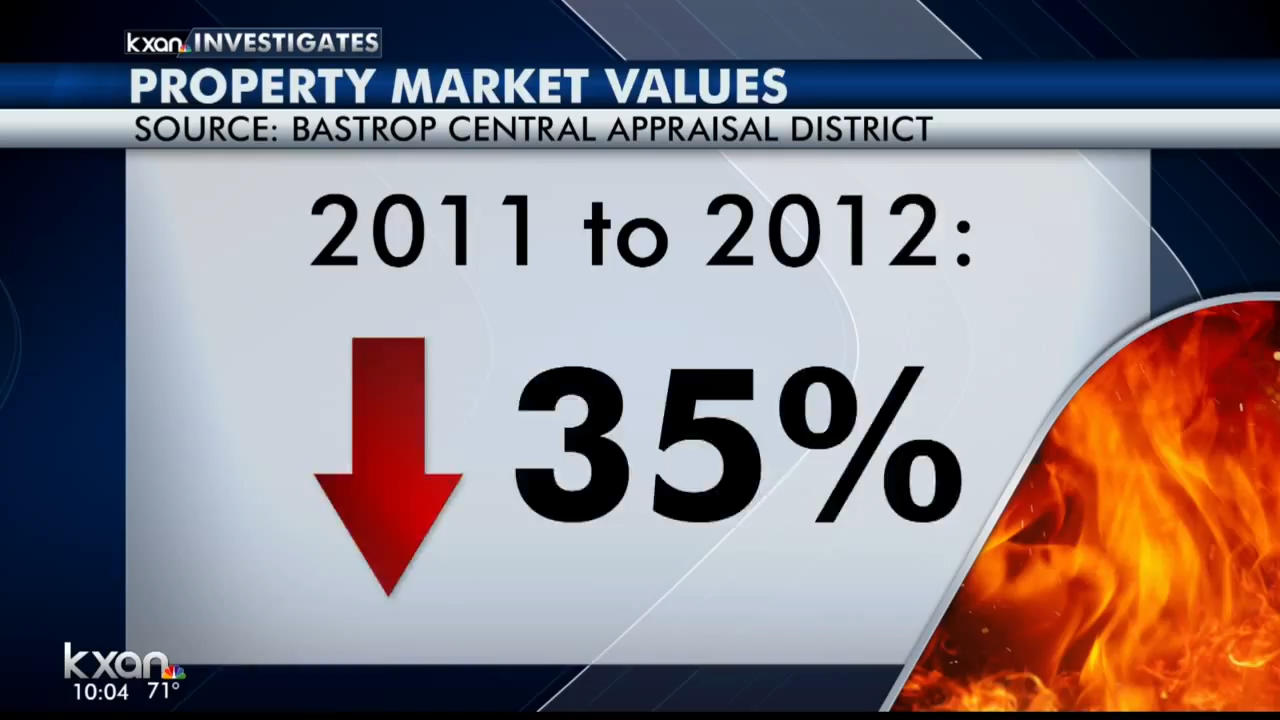 kxan INVESTIGATES
PROPERTY MARKET VALUES
SOURCE: BASTROP CENTRAL APPRAISAL DISTRICT
2011 to 2012:
35%
kxan
10:04 71°